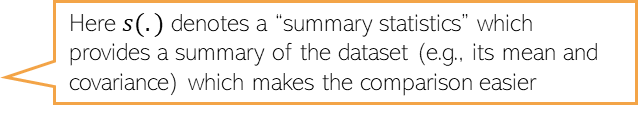 Here s(.) denotes a “summary statistics” which
provides a summary of the dataset (e.g., its mean and
covariance) which makes the comparison easier